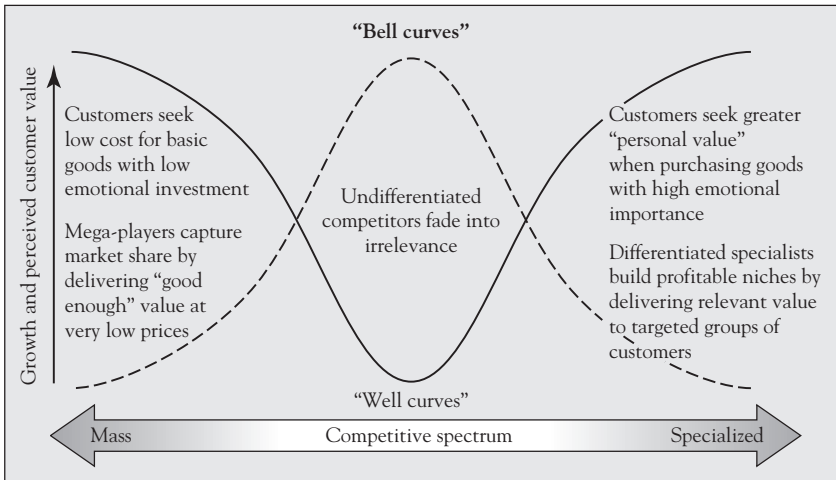 “Bell curves”
Growth and perceived customer value
Customers seek
low cost for basic
goods with low
emotional investment
Mega-players capture
market share by
delivering “good
enough” value at
very low prices
Undifferentiated
competitors fade into
irrelevance
Customers seek greater
“personal value”
when purchasing goods
with high emotional
importance
Differentiated specialists
build profitable niches by
delivering relevant value
to targeted groups of
customers
“Well curves”
Mass
Competitive spectrum
Specialized